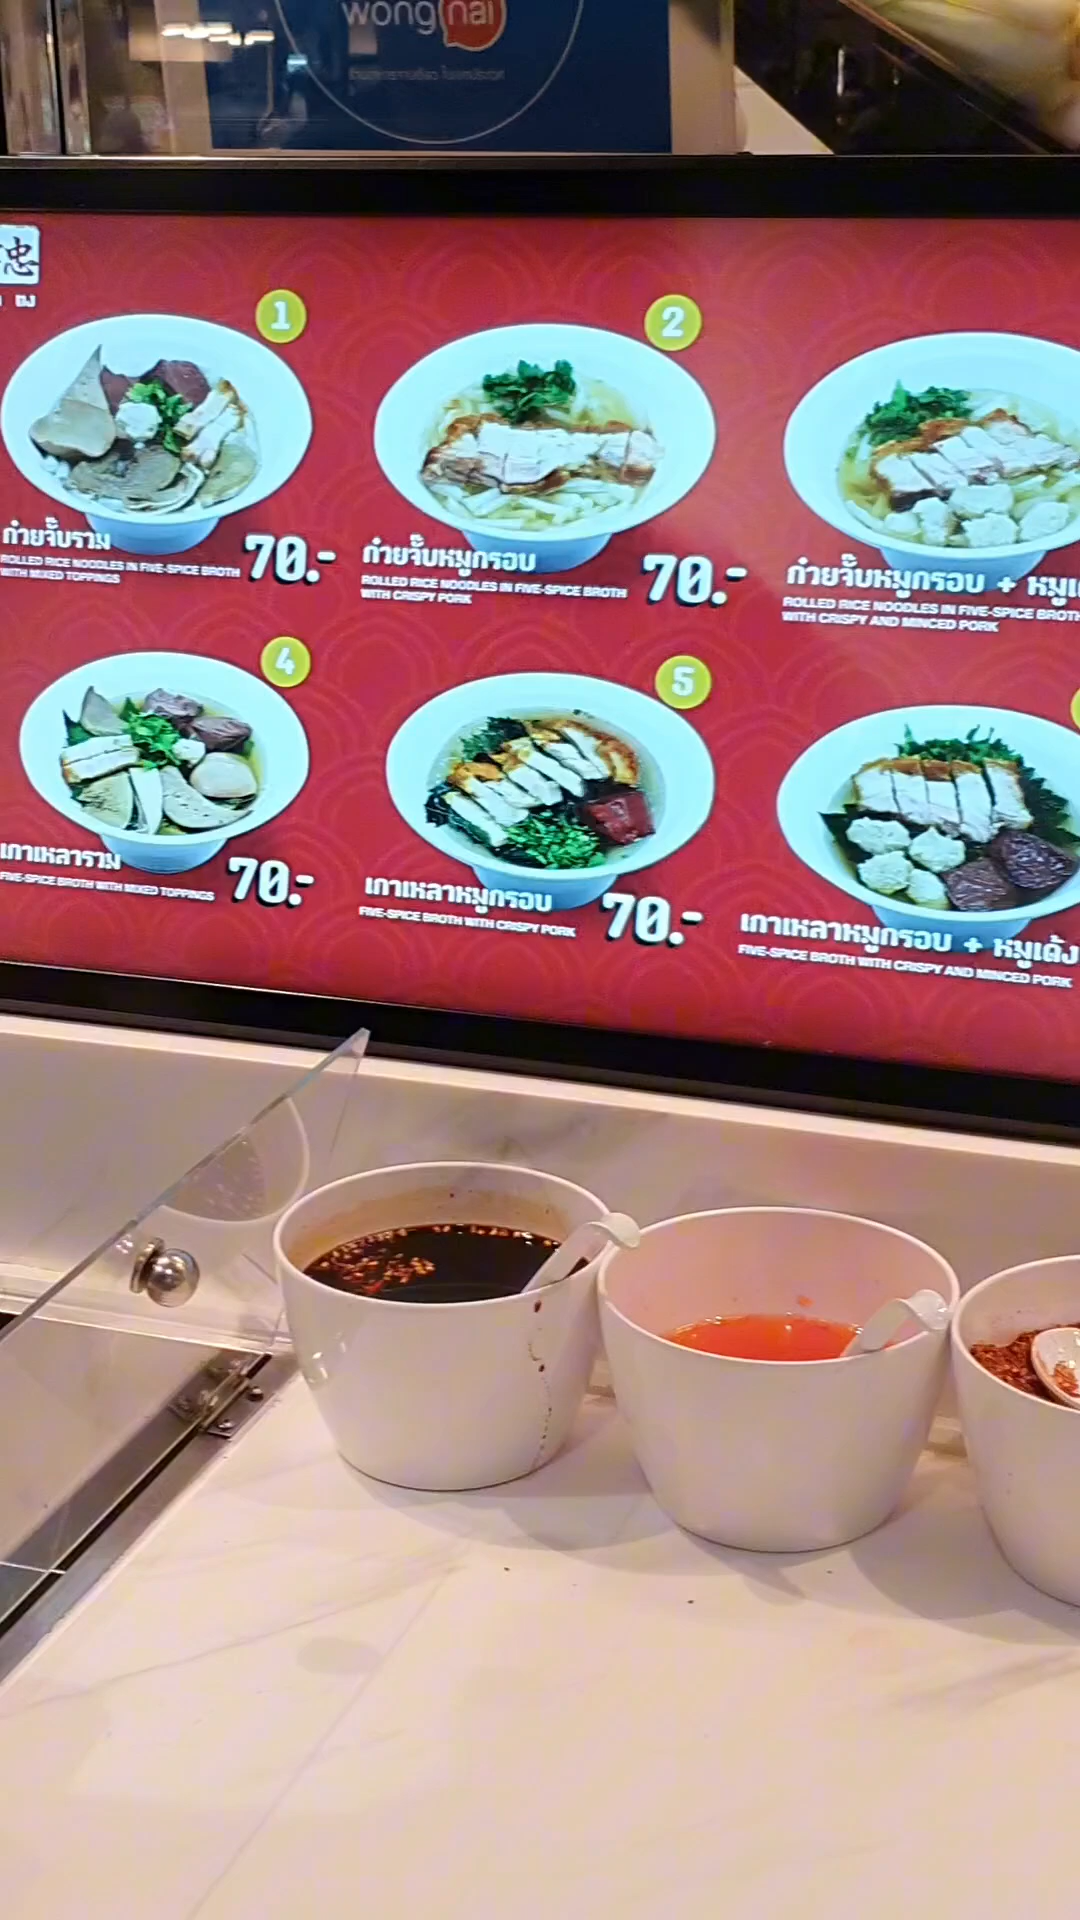 wongnai
忠
1
2
ก๋วยจั๊บรวม
ROLLED RICE NOODLES IN FIVE-SPICE BROTH
WITH MIXED TOPPINGS
70.-
ก๋วยจั๊บหมูกรอบ
ROLLED RICE NOODLES IN FIVE-SPICE BROTH
WITH CRISPY PORK
70.-
ก๋วยจั๊บหมูกรอบ +
ROLLED RICE NOODLES IN FIVE-SPICE BROTH
WITH CRISPY AND MINCED PORK
4
5
เกาเหลารวม
FIVE-SPICE BROTH WITH MIXED TOPPINGS
70.-
เกาเหลาหมูกรอบ
FIVE-SPICE BROTH WITH CRISPY PORK
70.-
เกาเหลาหมูกรอบ + หมูเด้ง
FIVE-SPICE BROTH WITH CRISPY AND MINCED PORK